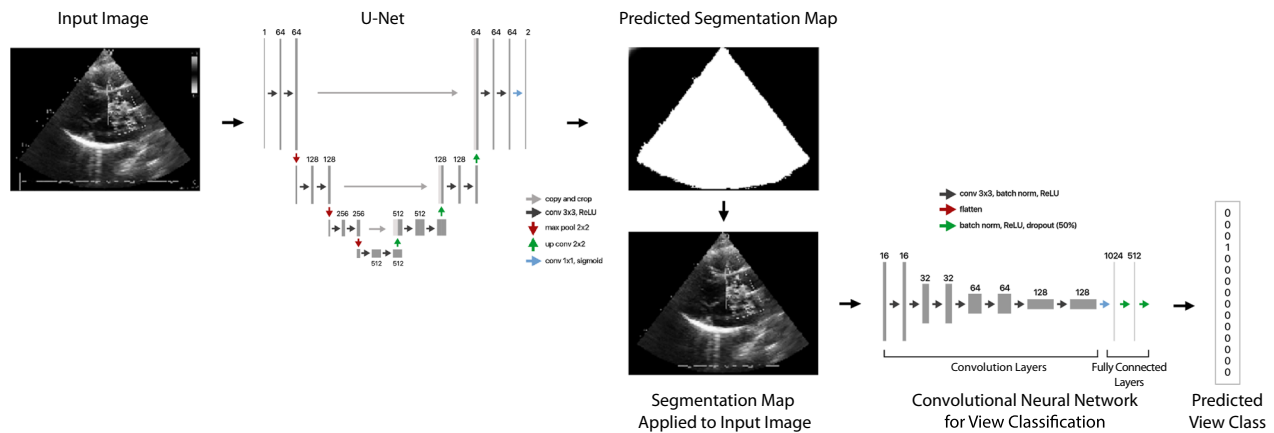 Input Image
U-Net
Predicted Segmentation Map
1 64 64
64 64 64 2
128 128
128 128
256 256
512 512
512 512
copy and crop
conv 3x3, ReLU
max pool 2x2
up conv 2x2
conv 1x1, sigmoid
Segmentation Map
Applied to Input Image
conv 3x3, batch norm, ReLU
flatten
batch norm, ReLU, dropout (50%)
16 16 32 32 64 64 128 128 1024 512
Convolution Layers
Fully Connected
Layers
Convolutional Neural Network
for View Classification
0
0
0
1
0
0
0
0
0
0
0
0
0
0
0
Predicted
View Class